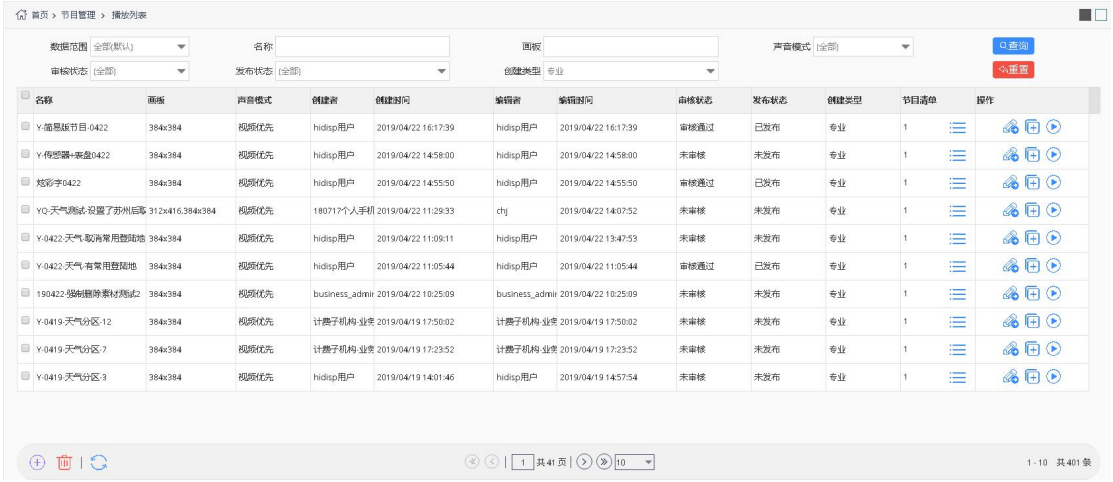 首页 > 节目管理 > 播放列表
数据范围 全部(默认) 名称 画板 声音模式 (全部) 查询
审核状态 (全部) 发布状态 (全部) 创建类型 专业 重置
名称 画板 声音模式 创建者 创建时间 编辑者 编辑时间 审核状态 发布状态 创建类型 节目清单 操作
Y-简易版节目-0422 384x384 视频优先 hidisp用户 2019/04/22 16:17:39 hidisp用户 2019/04/22 16:17:39 审核通过 已发布 专业 1
Y-传感器+表盘0422 384x384 视频优先 hidisp用户 2019/04/22 14:58:00 hidisp用户 2019/04/22 14:58:00 未审核 未发布 专业 1
炫彩字0422 384x384 视频优先 hidisp用户 2019/04/22 14:55:50 hidisp用户 2019/04/22 14:55:50 审核通过 已发布 专业 1
YQ-天气测试-设置了苏州后取 312x416,384x384 视频优先 180717个人手机 2019/04/22 11:29:33 chj 2019/04/22 14:07:52 未审核 未发布 专业 1
Y-0422-天气-取消常用登陆地 384x384 视频优先 hidisp用户 2019/04/22 11:09:11 hidisp用户 2019/04/22 13:47:53 未审核 未发布 专业 1
Y-0422-天气-有常用登陆地 384x384 视频优先 hidisp用户 2019/04/22 11:05:44 hidisp用户 2019/04/22 11:05:44 审核通过 已发布 专业 1
190422-强制删除素材测试2 384x384 视频优先 business_admin 2019/04/22 10:25:09 business_admin 2019/04/22 10:25:09 未审核 未发布 专业 1
Y-0419-天气分区-12 384x384 视频优先 计费子机构-业务 2019/04/19 17:50:02 计费子机构-业务 2019/04/19 17:50:02 未审核 未发布 专业 1
Y-0419-天气分区-7 384x384 视频优先 计费子机构-业务 2019/04/19 17:23:52 计费子机构-业务 2019/04/19 17:23:52 未审核 未发布 专业 1
Y-0419-天气分区-3 384x384 视频优先 hidisp用户 2019/04/19 14:01:46 hidisp用户 2019/04/19 14:57:54 未审核 未发布 专业 1
1 共41页 10 1 - 10 共401条